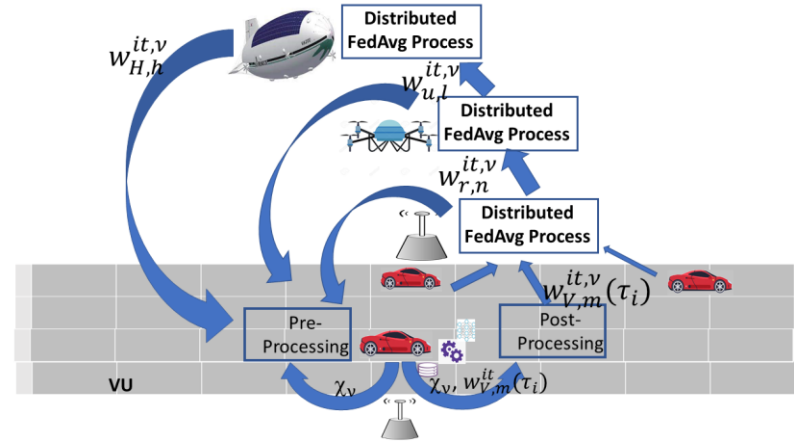 Distributed
FedAvg Process
w_{H,h}^{it,ν}
w_{u,l}^{it,ν}
Distributed
FedAvg Process
w_{r,n}^{it,ν}
Distributed
FedAvg Process
w_{V,m}^{it,ν}(τ_i)
Pre-
Processing
Post-
Processing
VU
χ_ν
χ_ν, w_{V,m}^{it}(τ_i)